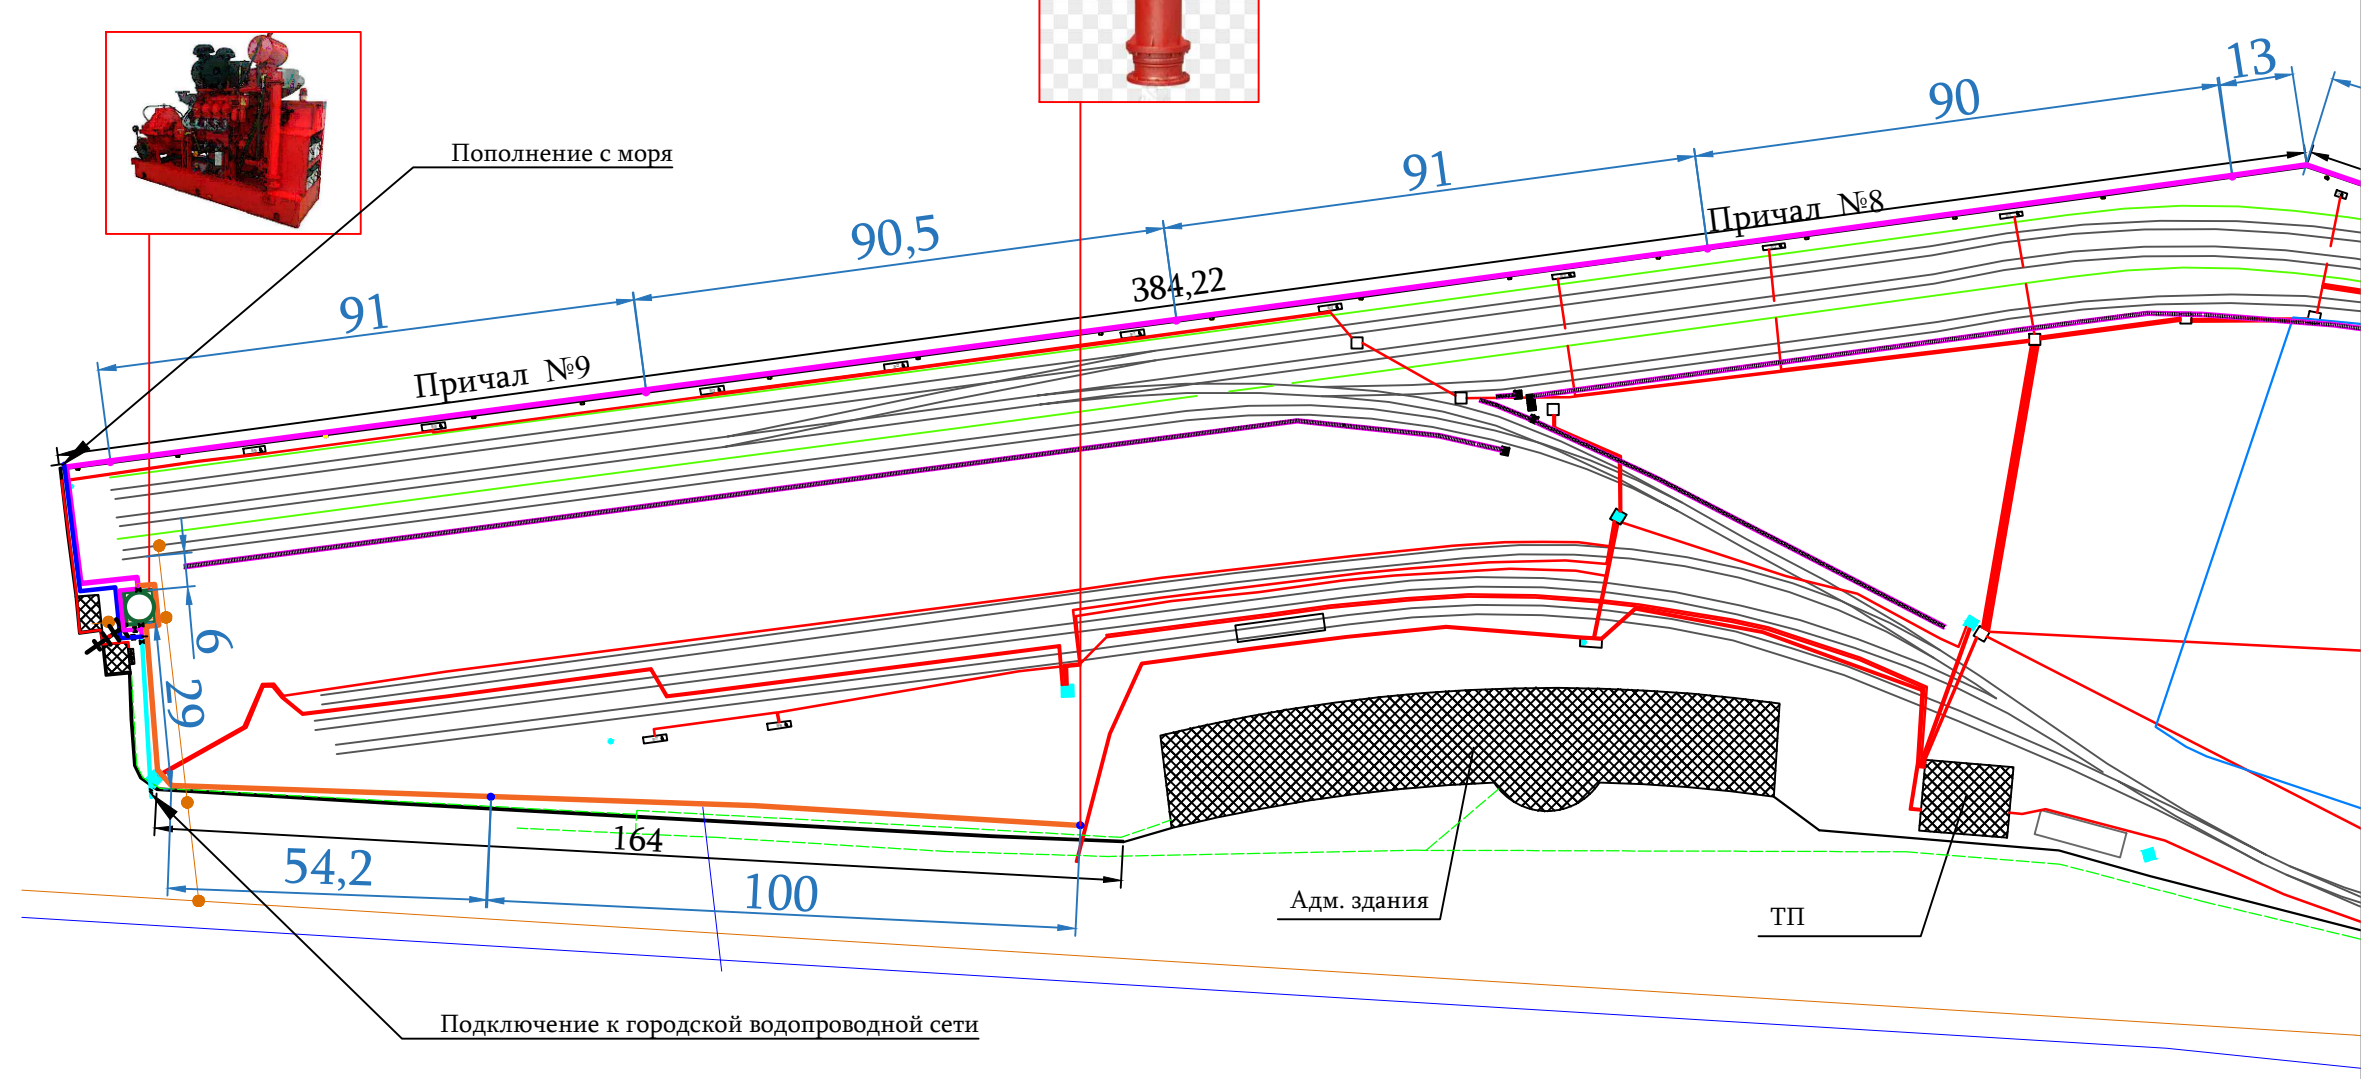 13
90
Пополнение с моря
91
Причал №8
90,5
384,22
91
Причал №9
6
29
164
54,2
100
Адм. здания
ТП
Подключение к городской водопроводной сети